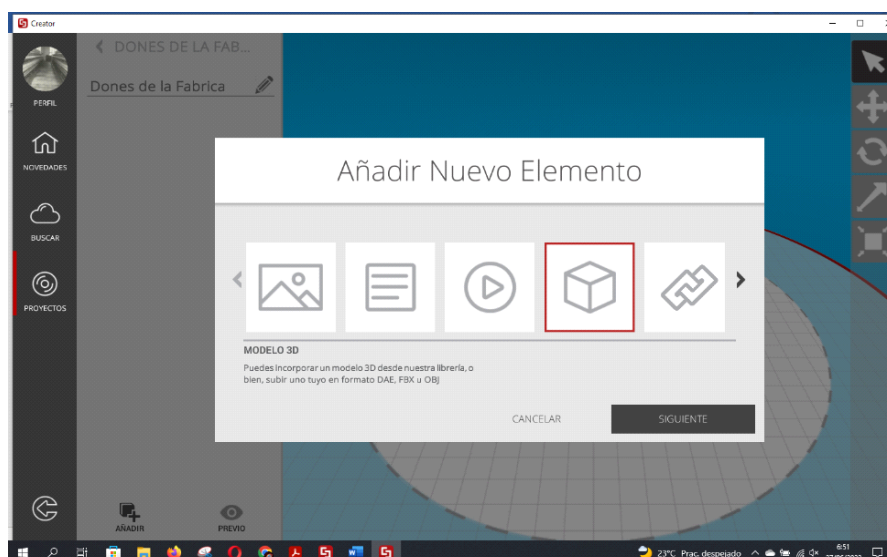 Creator
DONES DE LA FAB...
Dones de la Fabrica
PERFIL
NOVEDADES
BUSCAR
PROYECTOS
Añadir Nuevo Elemento
MODELO 3D
Puedes incorporar un modelo 3D desde nuestra librería, o
bien, subir uno tuyo en formato DAE, FBX u OBJ
CANCELAR
SIGUIENTE
AÑADIR
PREVIO
23°C Prac. despejado
6:51